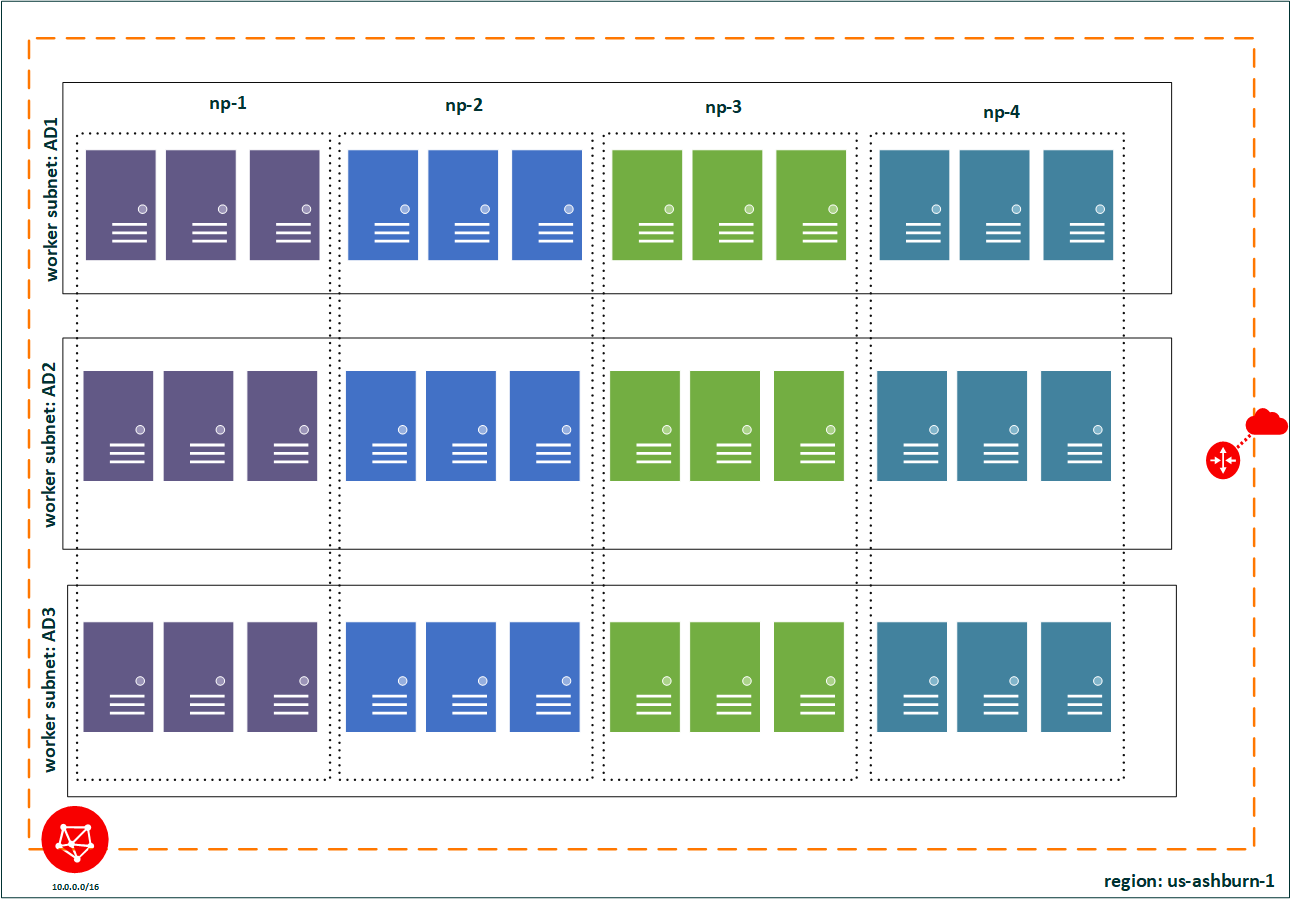 np-1
np-2
np-3
np-4
worker subnet: AD1
worker subnet: AD2
worker subnet: AD3
10.0.0.0/16
region: us-ashburn-1